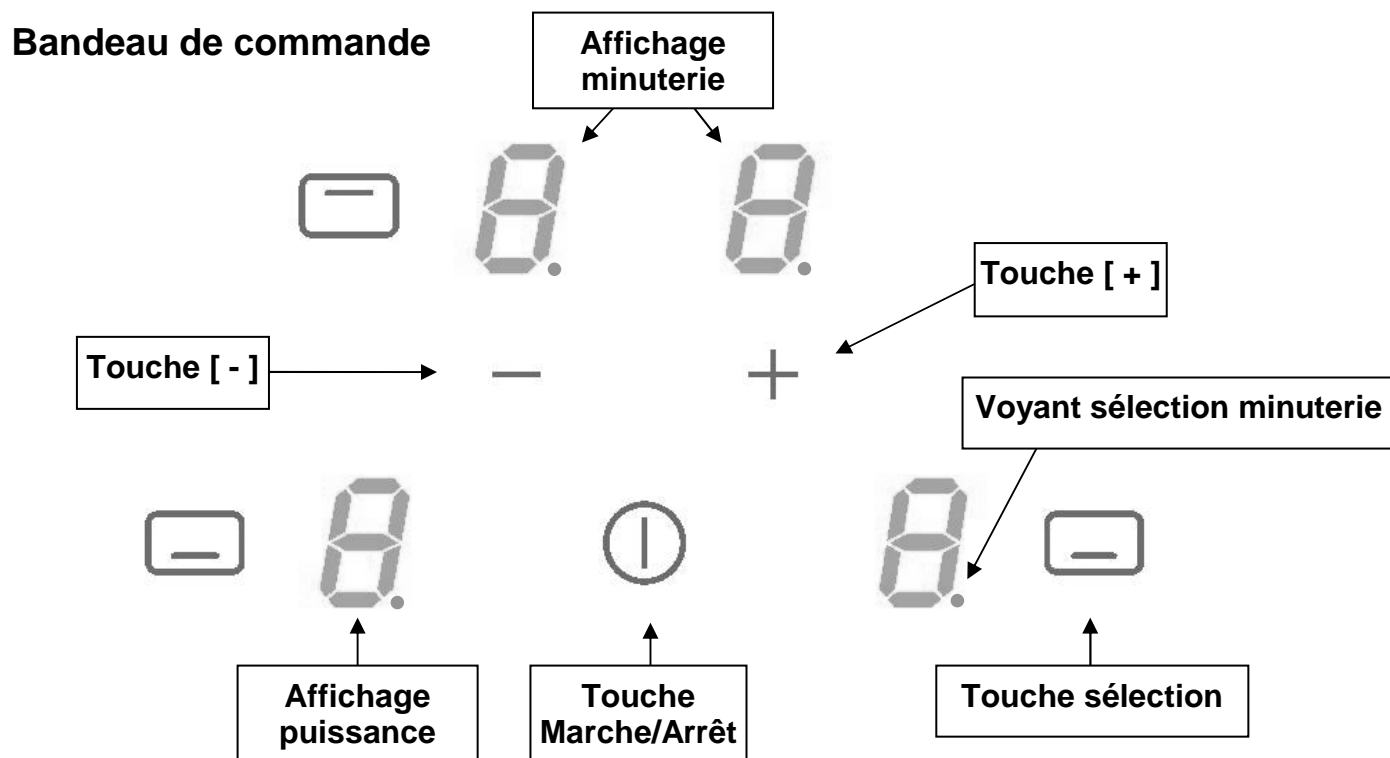 Bandeau de commande
Affichage
minuterie
Touche [ + ]
Touche [ - ]
Voyant sélection minuterie
Affichage
puissance
Touche
Marche/Arrêt
Touche sélection